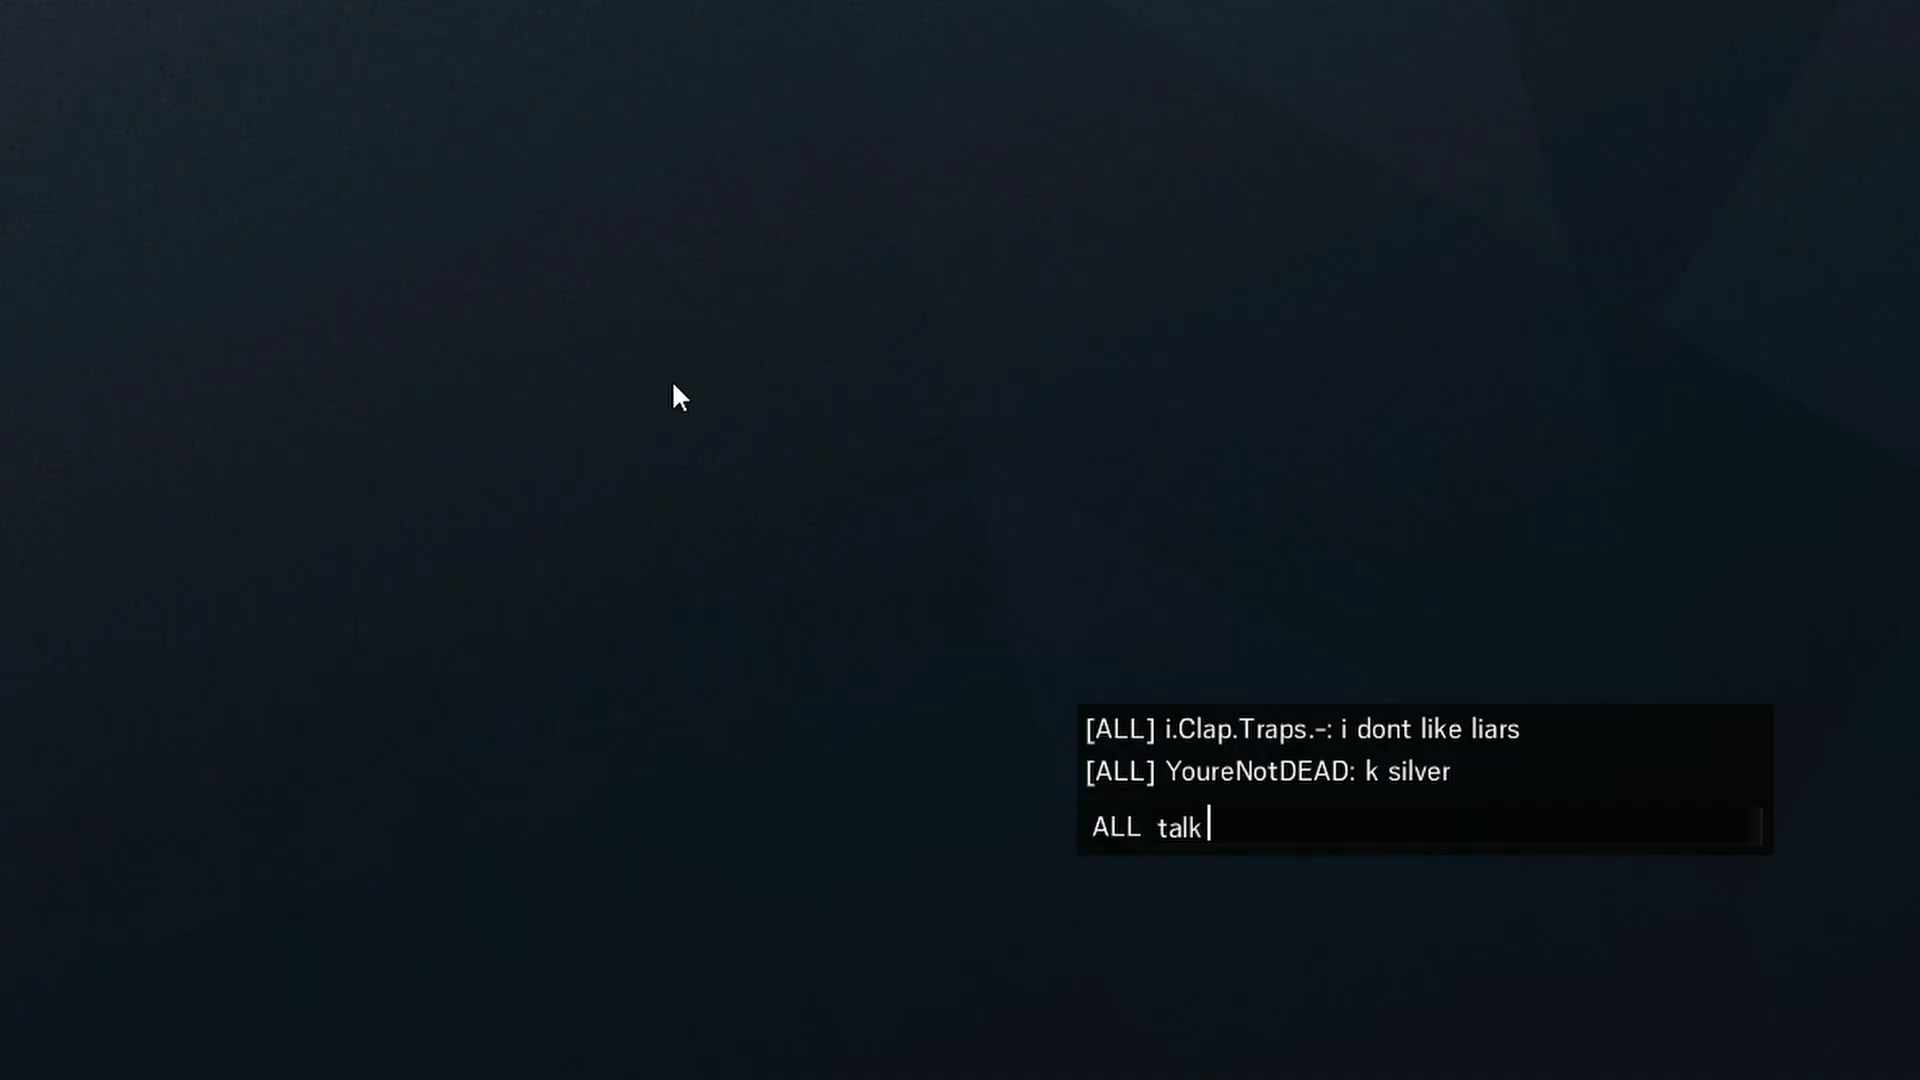 [ALL] i.Clap.Traps.-: i dont like liars
[ALL] YoureNotDEAD: k silver
ALL talk